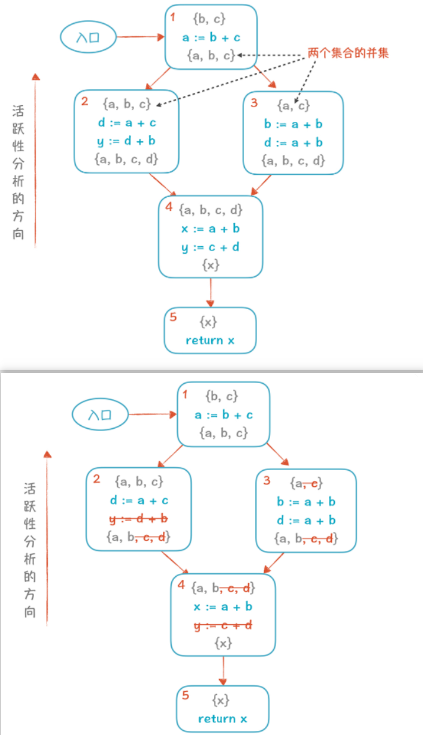 入口
1
{b, c}
a := b + c
{a, b, c}
两个集合的并集
活跃性分析的方向
2
{a, b, c}
d := a + c
y := d + b
{a, b, c, d}
3
{a, c}
b := a + b
d := a + b
{a, b, c, d}
4
{a, b, c, d}
x := a + b
y := c + d
{x}
5
{x}
return x
入口
1
{b, c}
a := b + c
{a, b, c}
活跃性分析的方向
2
{a, b, c}
d := a + c
y := d + b
{a, b, c, d}
3
{a, c}
b := a + b
d := a + b
{a, b, c, d}
4
{a, b, c, d}
x := a + b
y := c + d
{x}
5
{x}
return x